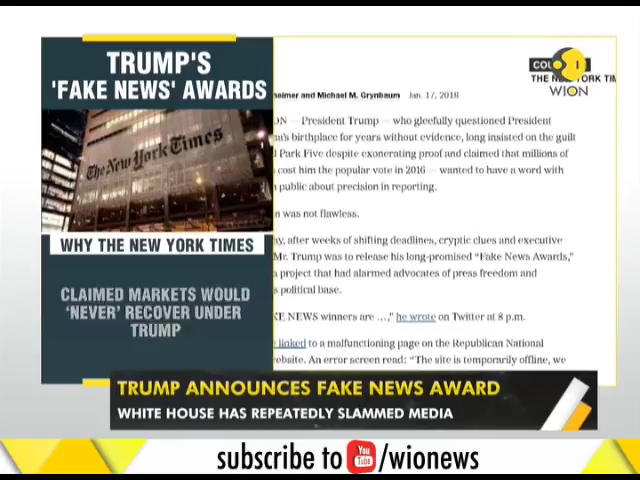 TRUMP'S
'FAKE NEWS' AWARDS
The New York Times
WHY THE NEW YORK TIMES
CLAIMED MARKETS WOULD
'NEVER' RECOVER UNDER
TRUMP
WION
and Michael M. Grynbaum Jan. 17, 2018
— President Trump — who gleefully questioned President
birthplace for years without evidence, long insisted on the guilt
Park Five despite exonerating proof and claimed that millions of
cost him the popular vote in 2016 — wanted to have a word with
public about precision in reporting.
was not flawless.
after weeks of shifting deadlines, cryptic clues and executive
Mr. Trump was to release his long-promised "Fake News Awards,"
project that had alarmed advocates of press freedom and
political base.
NEWS winners are …," he wrote on Twitter at 8 p.m.
linked to a malfunctioning page on the Republican National
An error screen read: "The site is temporarily offline, we
TRUMP ANNOUNCES FAKE NEWS AWARD
WHITE HOUSE HAS REPEATEDLY SLAMMED MEDIA
subscribe to You Tube /wionews